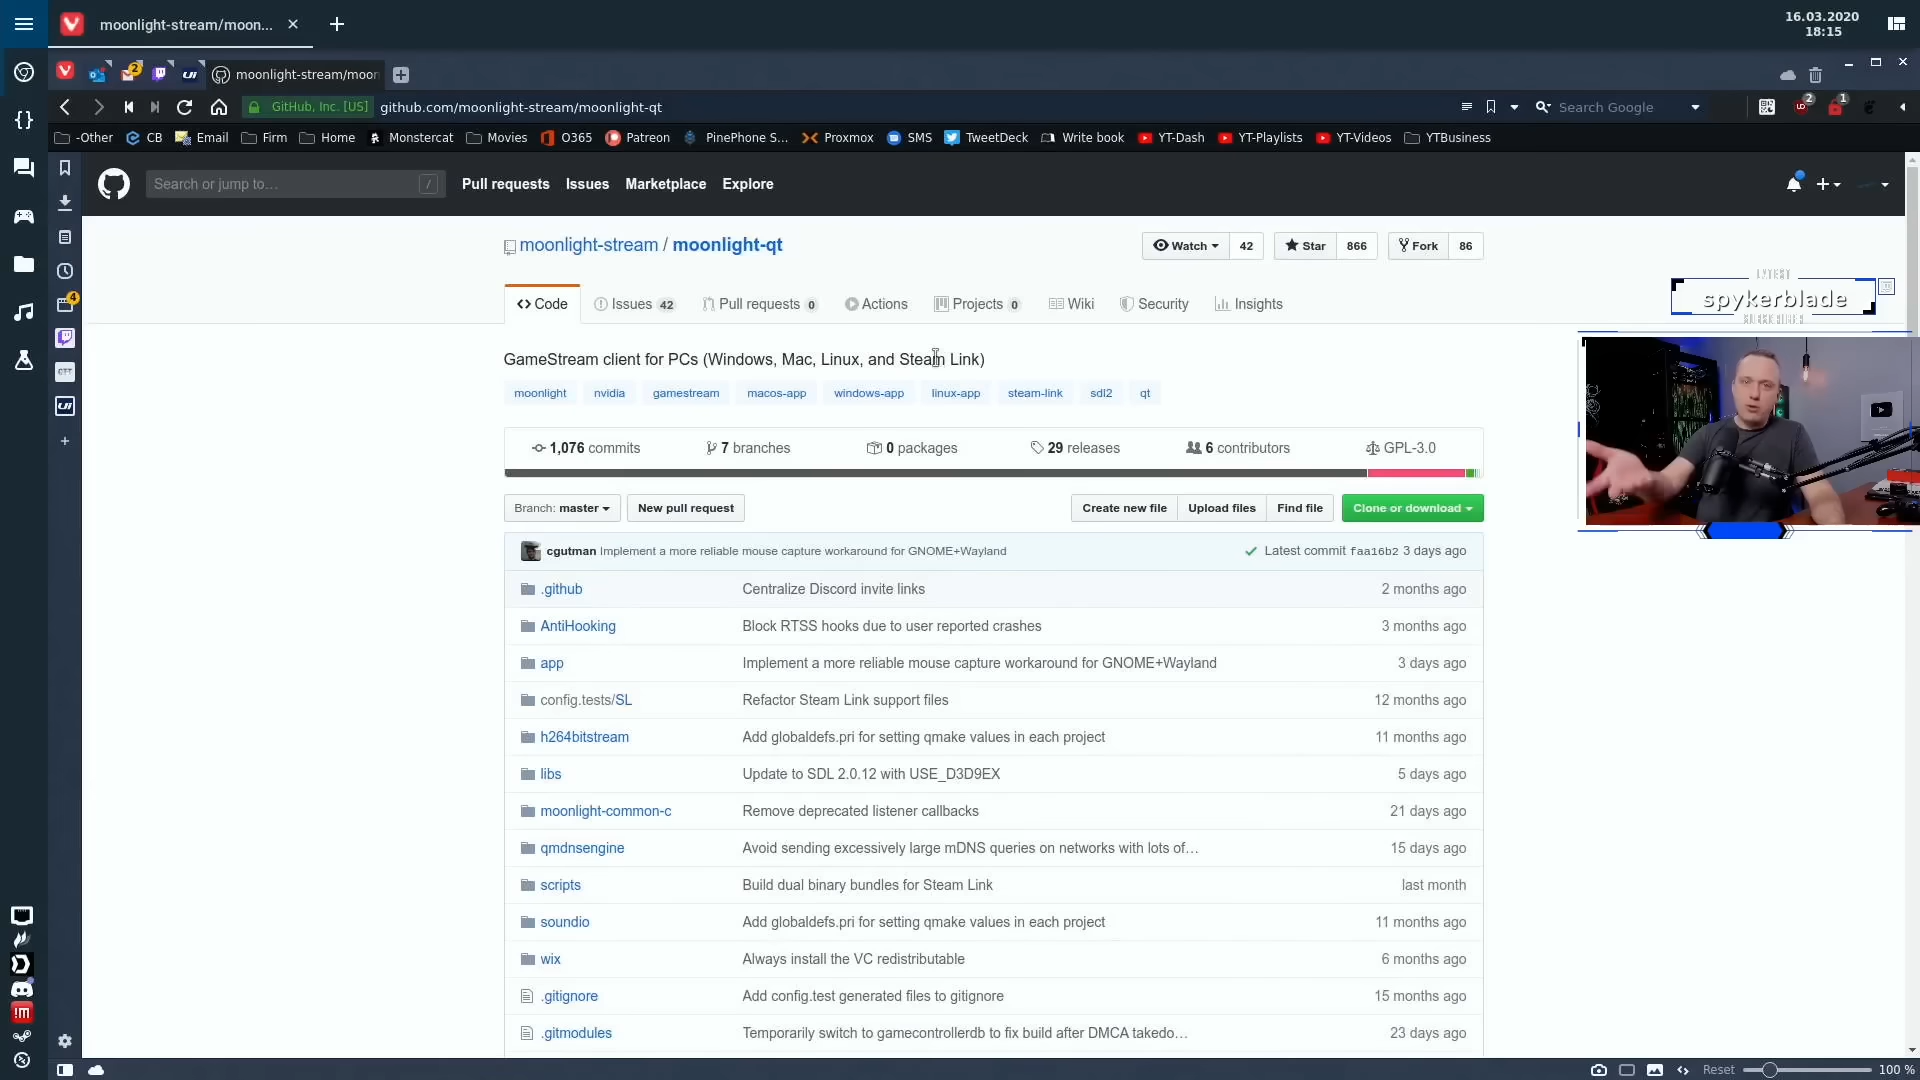 moonlight-stream/moon...
16.03.2020
18:15
2
moonlight-stream/moon
GitHub, Inc. [US]
github.com/moonlight-stream/moonlight-qt
Search Google
2
1
-Other
CB
Email
Firm
Home
Monstercat
Movies
O365
Patreon
PinePhone S...
Proxmox
SMS
TweetDeck
Write book
YT-Dash
YT-Playlists
YT-Videos
YTBusiness
Search or jump to…
/
Pull requests
Issues
Marketplace
Explore
moonlight-stream / moonlight-qt
Watch
42
Star
866
Fork
86
Code
Issues 42
Pull requests 0
Actions
Projects 0
Wiki
Security
Insights
spykerblade
GameStream client for PCs (Windows, Mac, Linux, and Steam Link)
moonlight
nvidia
gamestream
macos-app
windows-app
linux-app
steam-link
sdl2
qt
1,076 commits
7 branches
0 packages
29 releases
6 contributors
GPL-3.0
Branch: master
New pull request
Create new file
Upload files
Find file
Clone or download
cgutman Implement a more reliable mouse capture workaround for GNOME+Wayland
Latest commit faa16b2 3 days ago
.github Centralize Discord invite links 2 months ago
AntiHooking Block RTSS hooks due to user reported crashes 3 months ago
app Implement a more reliable mouse capture workaround for GNOME+Wayland 3 days ago
config.tests/SL Refactor Steam Link support files 12 months ago
h264bitstream Add globaldefs.pri for setting qmake values in each project 11 months ago
libs Update to SDL 2.0.12 with USE_D3D9EX 5 days ago
moonlight-common-c Remove deprecated listener callbacks 21 days ago
qmdnsengine Avoid sending excessively large mDNS queries on networks with lots of… 15 days ago
scripts Build dual binary bundles for Steam Link last month
soundio Add globaldefs.pri for setting qmake values in each project 11 months ago
wix Always install the VC redistributable 6 months ago
.gitignore Add config.test generated files to gitignore 15 months ago
.gitmodules Temporarily switch to gamecontrollerdb to fix build after DMCA takedo… 23 days ago
4
Reset
100 %